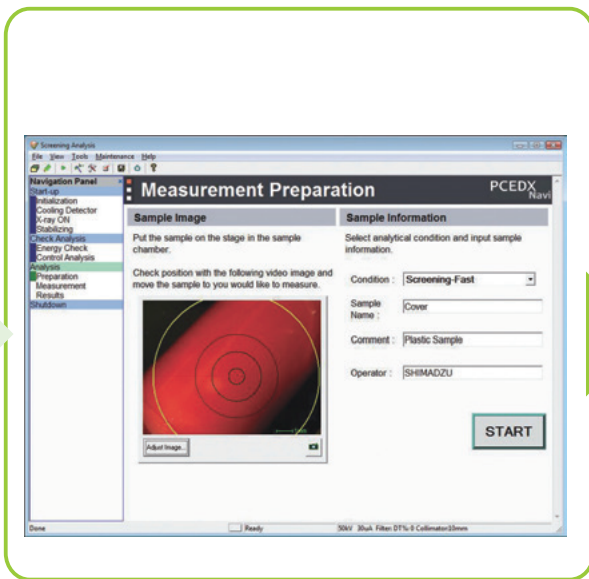 Screening Analysis
File View Tools Maintenance Help
Navigation Panel
Start-up
Initialization
Cooling Detector
X-ray ON
Stabilizing
Check Analysis
Energy Check
Control Analysis
Analysis
Preparation
Measurement
Results
Shutdown
Measurement Preparation
PCEDX
Navi
Sample Image
Put the sample on the stage in the sample
chamber.
Check position with the following video image and
move the sample to you would like to measure.
Adjust Image...
Sample Information
Select analytical condition and input sample
information.
Condition : Screening-Fast
Sample
Name : Cover
Comment : Plastic Sample
Operator : SHIMADZU
START
Done Ready 50kV 30uA Filter: DT%: 0 Collimator:10mm